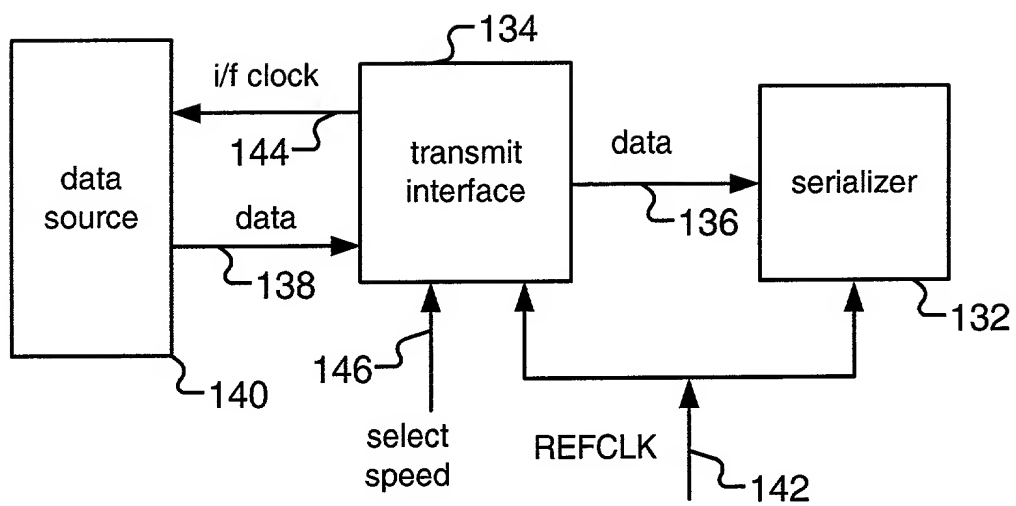 134
i/f clock
144
data
source
transmit
interface
data
136
serializer
data
138
132
140
146
select
speed
REFCLK
142